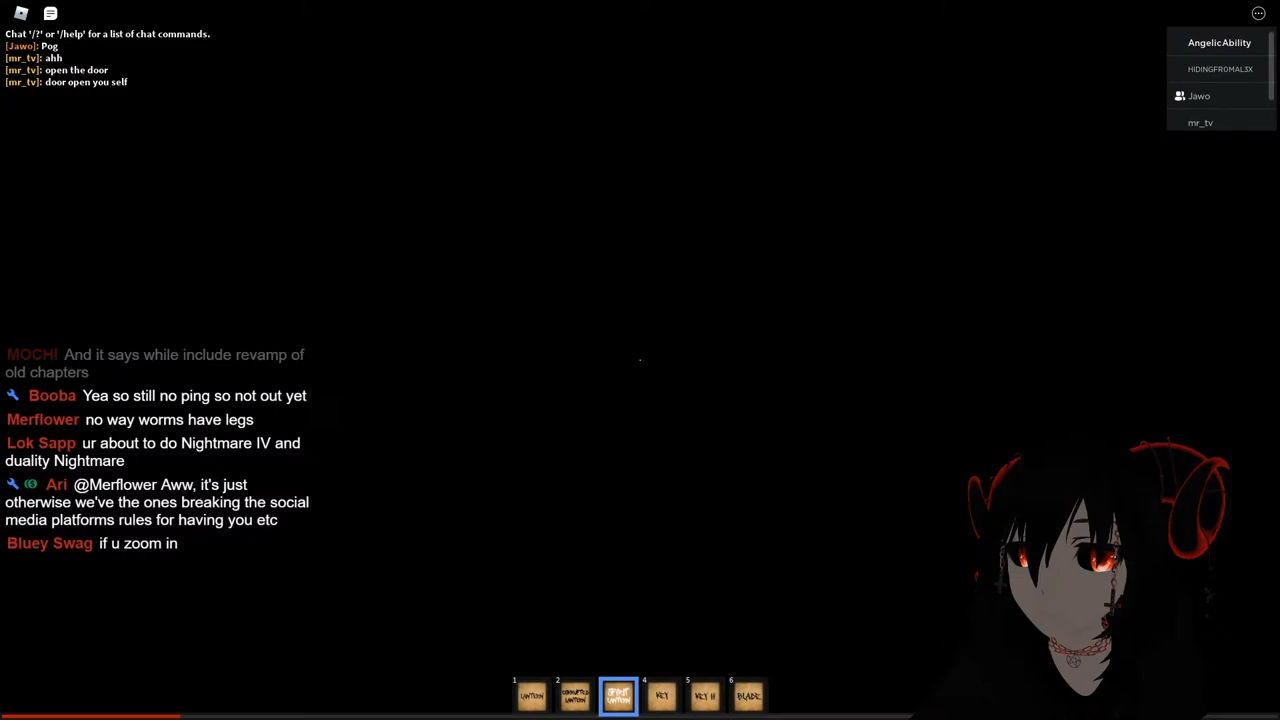 Chat '/?' or '/help' for a list of chat commands.
[Jawo]: Pog
[mr_tv]: ahh
[mr_tv]: open the door
[mr_tv]: door open you self
AngelicAbility
HIDINGFROMAL3X
Jawo
mr_tv
MOCHI And it says while include revamp of
old chapters
Booba Yea so still no ping so not out yet
Merflower no way worms have legs
Lok Sapp ur about to do Nightmare IV and
duality Nightmare
Ari @Merflower Aww, it's just
otherwise we've the ones breaking the social
media platforms rules for having you etc
Bluey Swag if u zoom in
1 LANTERN
2 CORRUPTED
LANTERN
SPIRIT
LANTERN
4 KEY
5 KEY H
6 BLADE